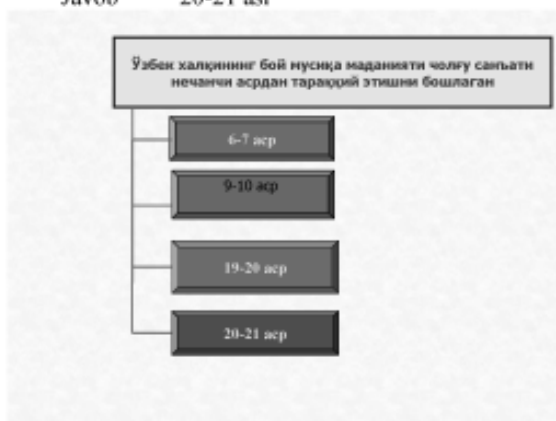 Javob 20-21 asr
Ўзбек халқининг бой мусиқа маданияти чолғу санъати
нечанчи асрдан тараққий этишни бошлаган
6-7 аср
9-10 аср
19-20 аср
20-21 аср